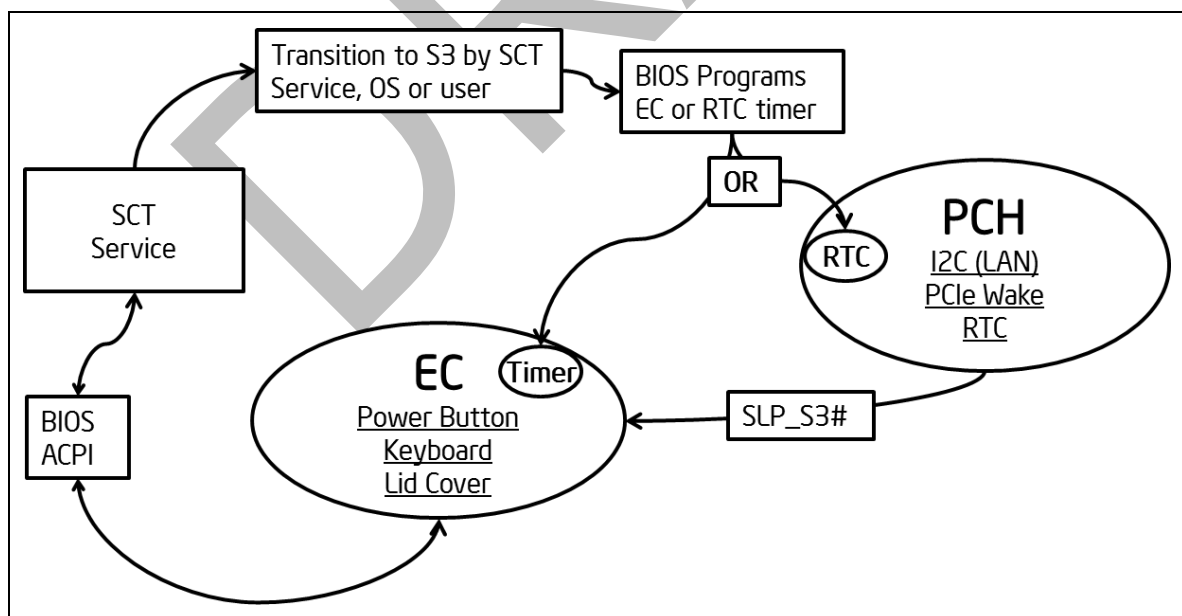 Transition to S3 by SCT
Service, OS or user
BIOS Programs
EC or RTC timer
OR
SCT
Service
PCH
RTC
I2C (LAN)
PCIe Wake
RTC
EC
Timer
Power Button
Keyboard
Lid Cover
SLP_S3#
BIOS
ACPI